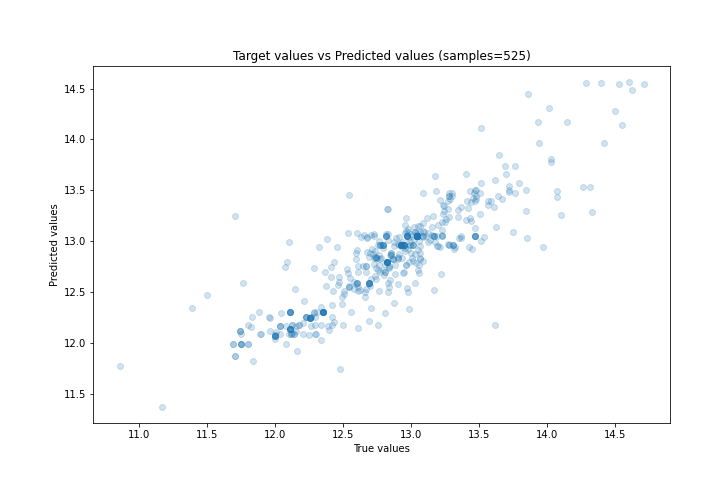 Target values vs Predicted values (samples=525)
14.5
14.0
13.5
13.0
12.5
12.0
11.5
Predicted values
11.0 11.5 12.0 12.5 13.0 13.5 14.0 14.5
True values